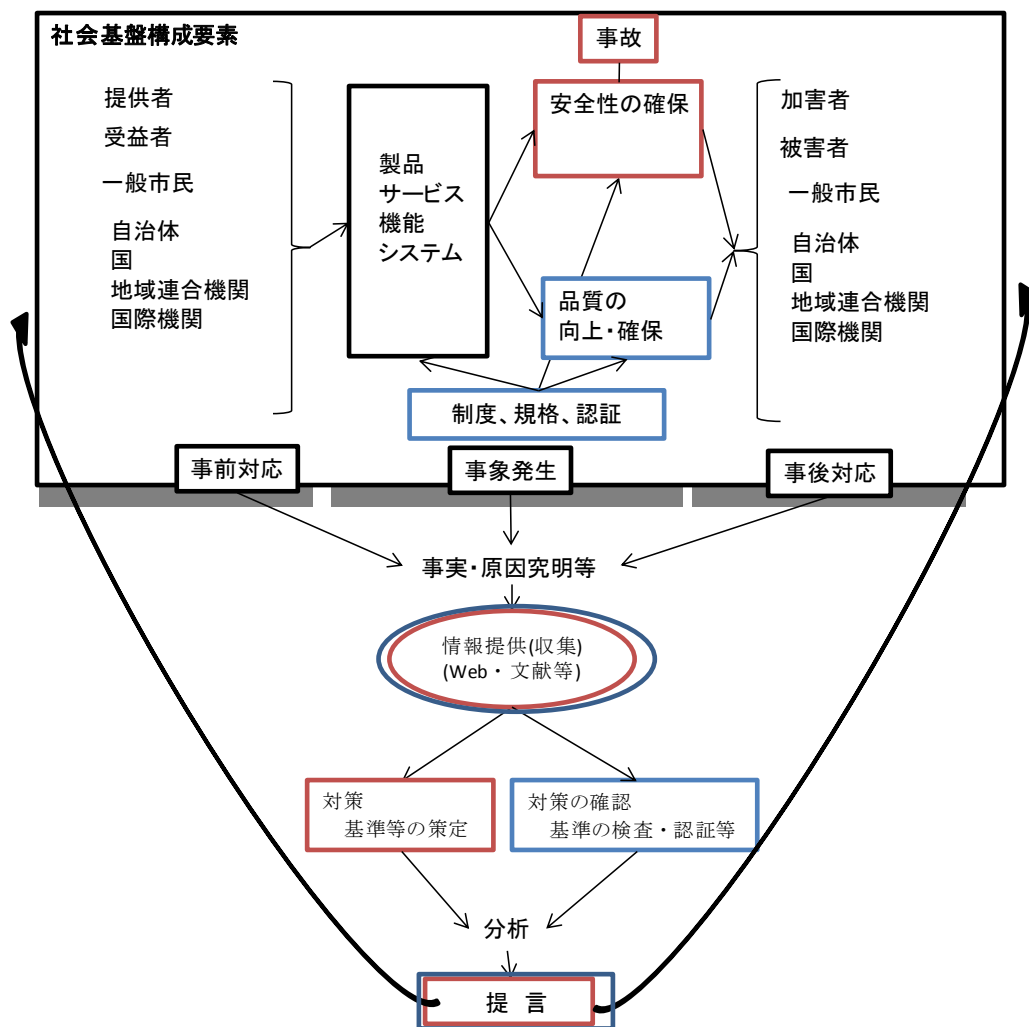 社会基盤構成要素
事故
提供者
受益者
一般市民
自治体
国
地域連合機関
国際機関
製品
サービス
機能
システム
安全性の確保
品質の
向上・確保
制度、規格、認証
加害者
被害者
一般市民
自治体
国
地域連合機関
国際機関
事前対応
事象発生
事後対応
事実・原因究明等
情報提供(収集)
(Web・文献等)
対策
基準等の策定
対策の確認
基準の検査・認証等
分析
提 言